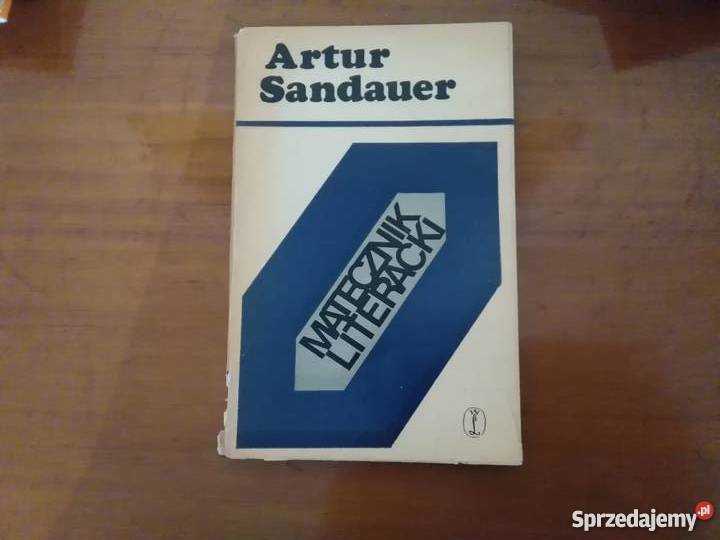 Artur
Sandauer
MATECZNIK
LITERACKI
Sprzedajemy.pl